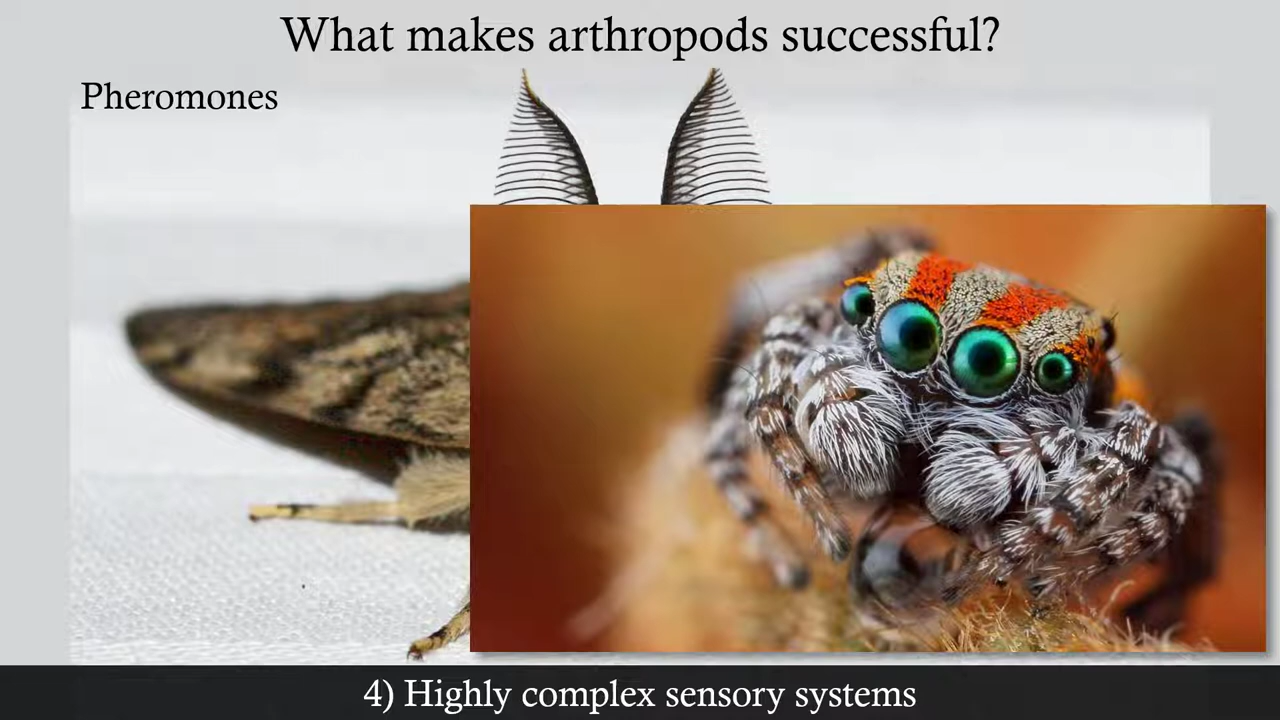 What makes arthropods successful?
Pheromones
4) Highly complex sensory systems